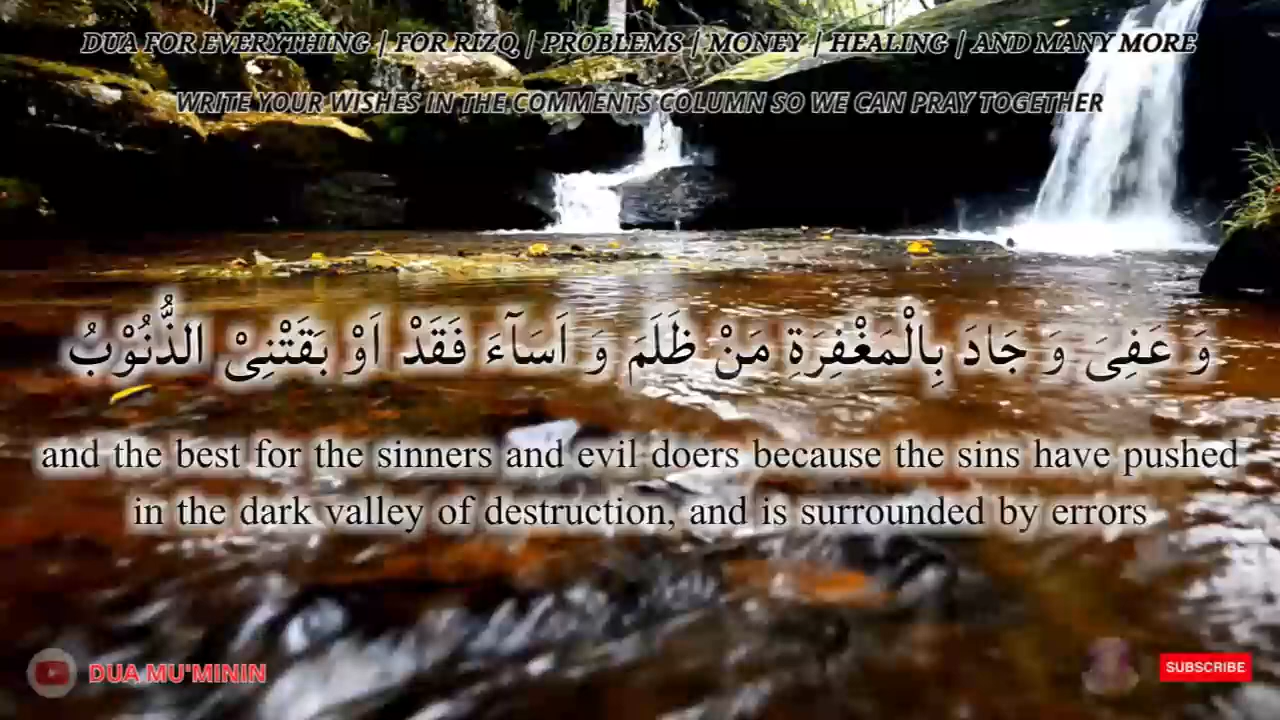 DUA FOR EVERYTHING | FOR RIZQ | PROBLEMS | MONEY | HEALING | AND MANY MORE
WRITE YOUR WISHES IN THE COMMENTS COLUMN SO WE CAN PRAY TOGETHER
وَ عَفِىَ وَ جَادَ بِالْمَغْفِرَةِ مَنْ ظَلَمَ وَ اَسَآءَ فَقَدْ اَوْ بَقَتْنِىْ الذُّنُوْبُ
and the best for the sinners and evil doers because the sins have pushed
in the dark valley of destruction, and is surrounded by errors
DUA MU'MININ
SUBSCRIBE